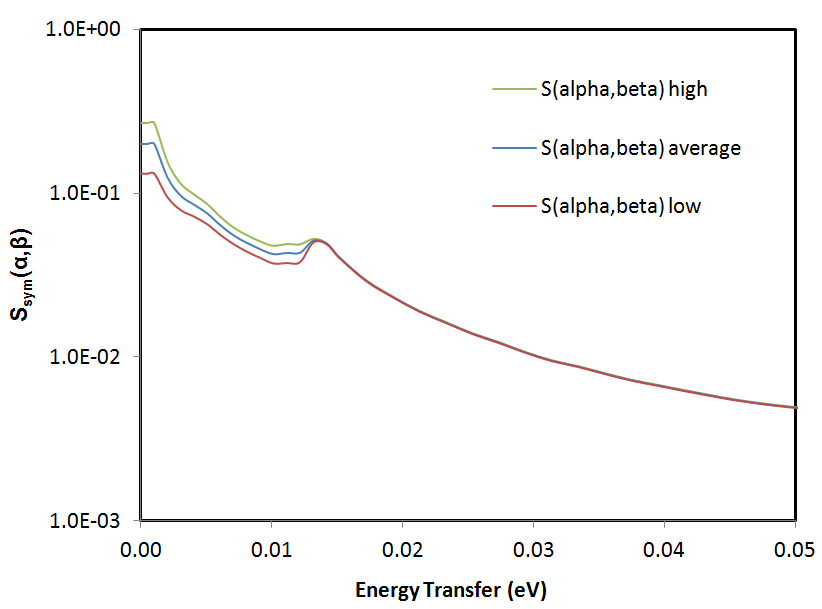 1.0E+00
S(alpha,beta) high
S(alpha,beta) average
1.0E-01
S(alpha,beta) low
Ssym(α,β)
1.0E-02
1.0E-03
0.00 0.01 0.02 0.03 0.04 0.05
Energy Transfer (eV)